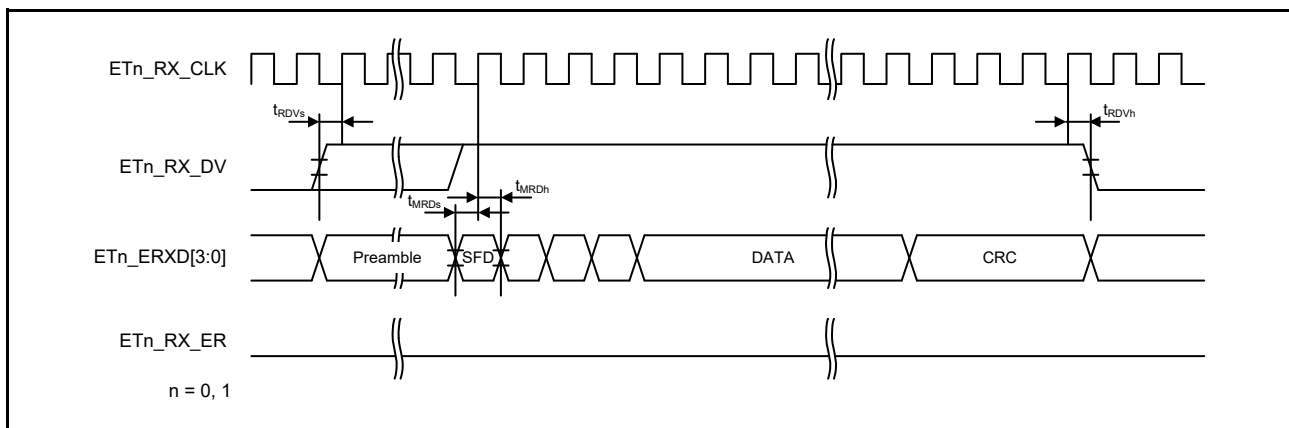 ETn_RX_CLK
tRDVs
tRDVh
ETn_RX_DV
tMRDs
tMRDh
ETn_ERXD[3:0]
Preamble
SFD
DATA
CRC
ETn_RX_ER
n = 0, 1